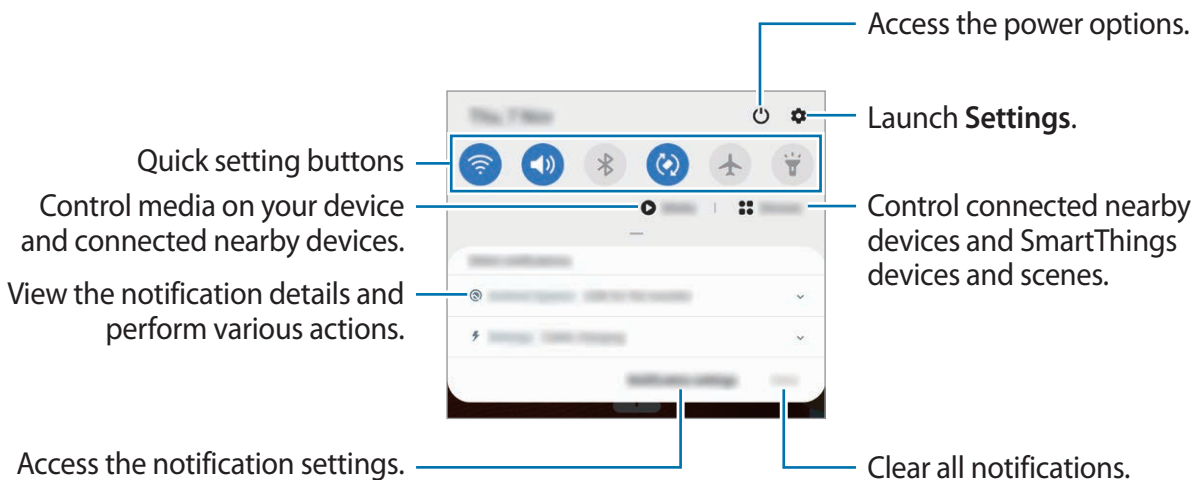 Access the power options.
Launch Settings.
Quick setting buttons
Control media on your device
and connected nearby devices.
Control connected nearby
devices and SmartThings
devices and scenes.
View the notification details and
perform various actions.
Access the notification settings.
Clear all notifications.